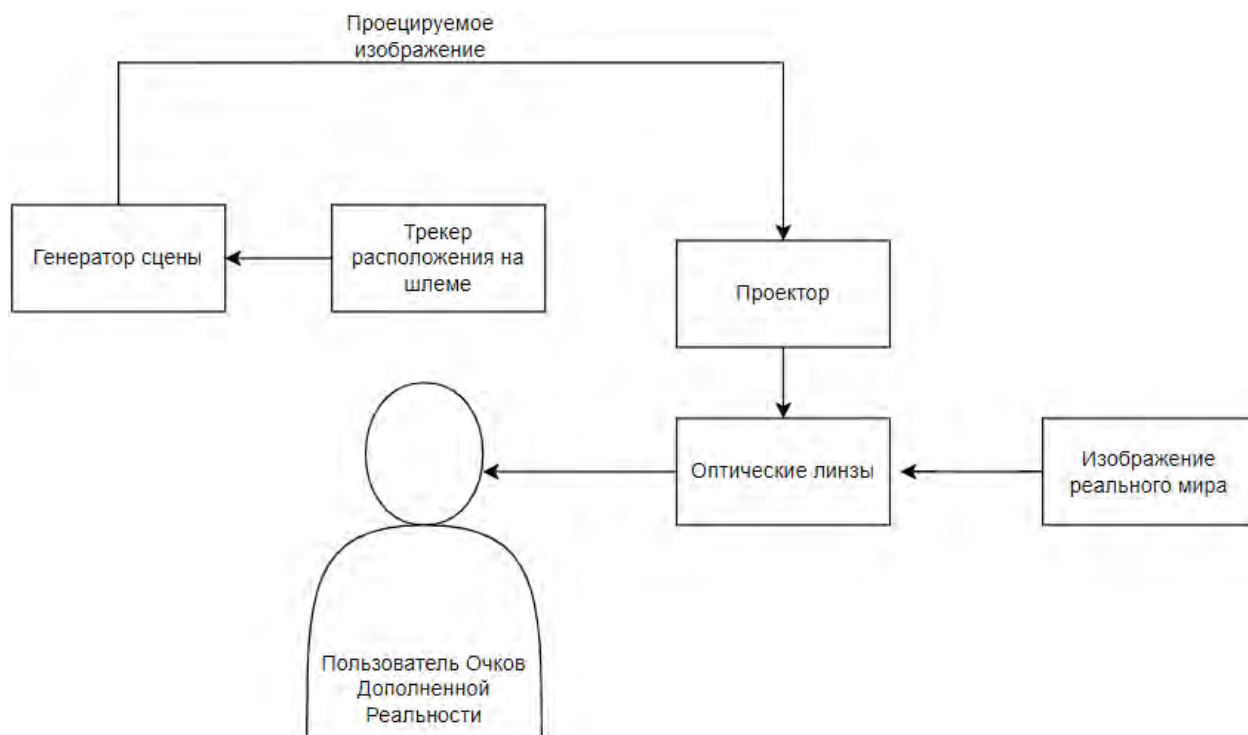 Проецируемое
изображение
Генератор сцены
Трекер
расположения на
шлеме
Проектор
Оптические линзы
Изображение
реального мира
Пользователь Очков
Дополненной
Реальности